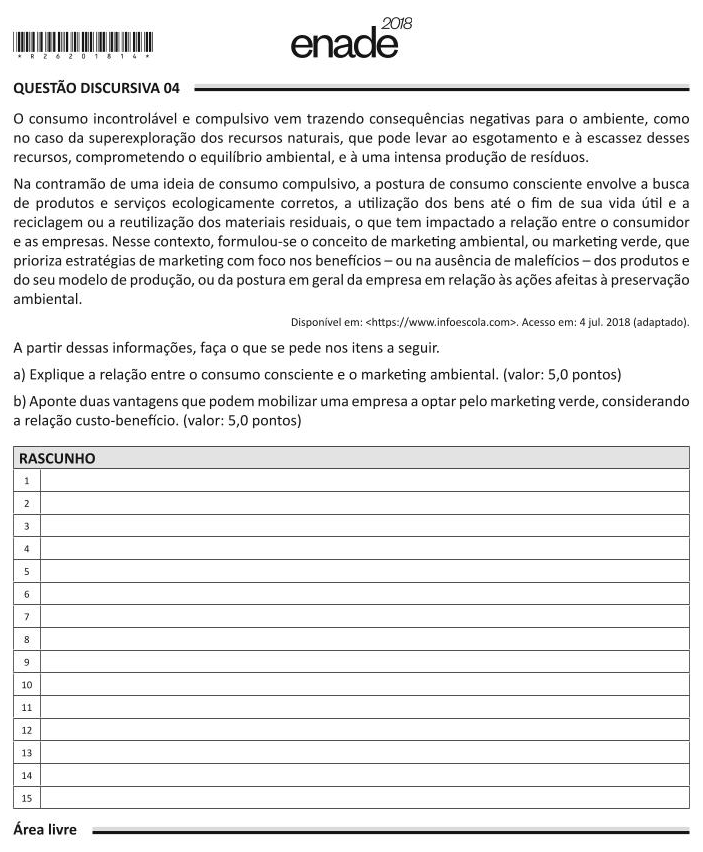 enade 2018
* R 2 6 2 0 1 8 1 4 *
QUESTÃO DISCURSIVA 04
O consumo incontrolável e compulsivo vem trazendo consequências negativas para o ambiente, como
no caso da superexploração dos recursos naturais, que pode levar ao esgotamento e à escassez desses
recursos, comprometendo o equilíbrio ambiental, e à uma intensa produção de resíduos.
Na contramão de uma ideia de consumo compulsivo, a postura de consumo consciente envolve a busca
de produtos e serviços ecologicamente corretos, a utilização dos bens até o fim de sua vida útil e a
reciclagem ou a reutilização dos materiais residuais, o que tem impactado a relação entre o consumidor
e as empresas. Nesse contexto, formulou-se o conceito de marketing ambiental, ou marketing verde, que
prioriza estratégias de marketing com foco nos benefícios – ou na ausência de malefícios – dos produtos e
do seu modelo de produção, ou da postura em geral da empresa em relação às ações afeitas à preservação
ambiental.
Disponível em: <https://www.infoescola.com>. Acesso em: 4 jul. 2018 (adaptado).
A partir dessas informações, faça o que se pede nos itens a seguir.
a) Explique a relação entre o consumo consciente e o marketing ambiental. (valor: 5,0 pontos)
b) Aponte duas vantagens que podem mobilizar uma empresa a optar pelo marketing verde, considerando
a relação custo-benefício. (valor: 5,0 pontos)
RASCUNHO
1
2
3
4
5
6
7
8
9
10
11
12
13
14
15
Área livre